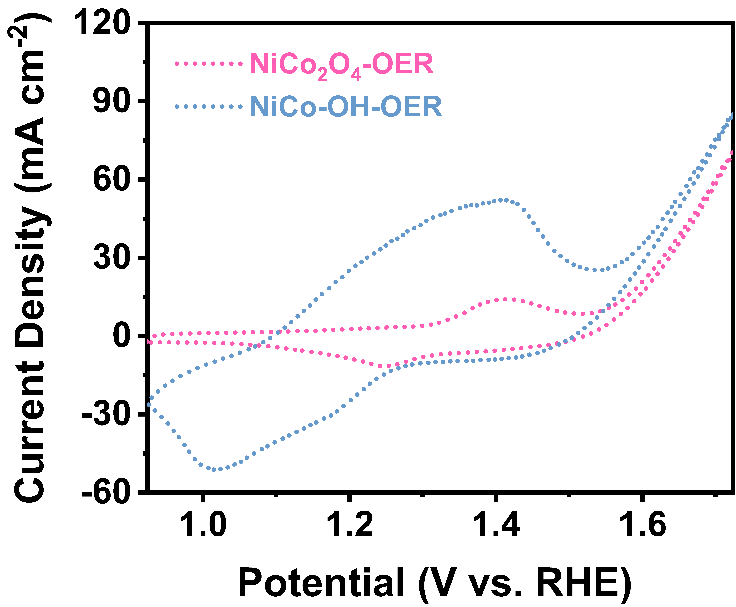 120
90
60
30
0
-30
-60
Current Density (mA cm⁻²)
NiCo₂O₄-OER
NiCo-OH-OER
1.0 1.2 1.4 1.6
Potential (V vs. RHE)